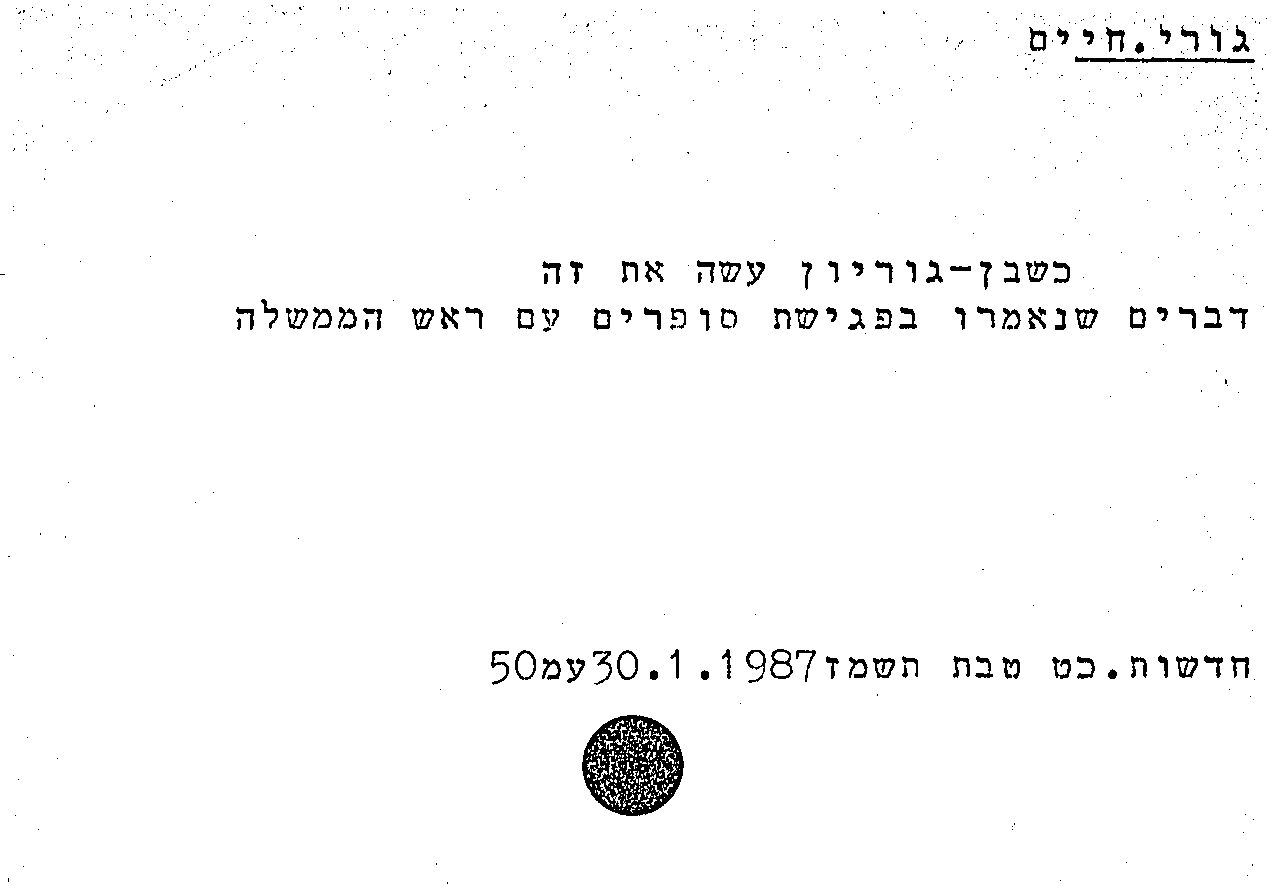 גורי.חיים
כשבן-גוריון עשה את זה
דברים שנאמרו בפגישת סופרים עם ראש הממשלה
חדשות.כט טבת תשמז30.1.1987עמ50